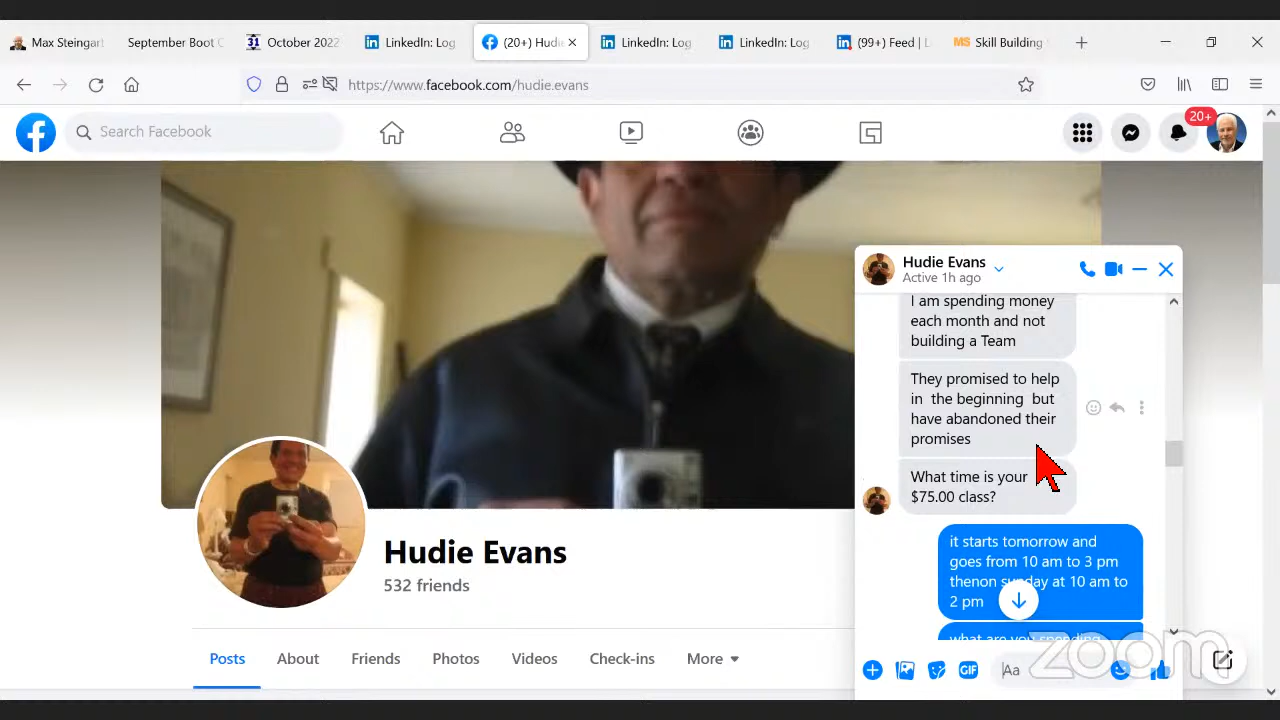 Max Steingart
September Boot C
31 October 2022
LinkedIn: Log
(20+) Hudie
LinkedIn: Log
LinkedIn: Log
(99+) Feed | L
MS Skill Building
https://www.facebook.com/hudie.evans
Search Facebook
20+
Hudie Evans
Active 1h ago
I am spending money
each month and not
building a Team
They promised to help
in the beginning but
have abandoned their
promises
What time is your
$75.00 class?
it starts tomorrow and
goes from 10 am to 3 pm
thenon sunday at 10 am to
2 pm
what are you spending
GIF
Aa
zoom
Hudie Evans
532 friends
Posts
About
Friends
Photos
Videos
Check-ins
More